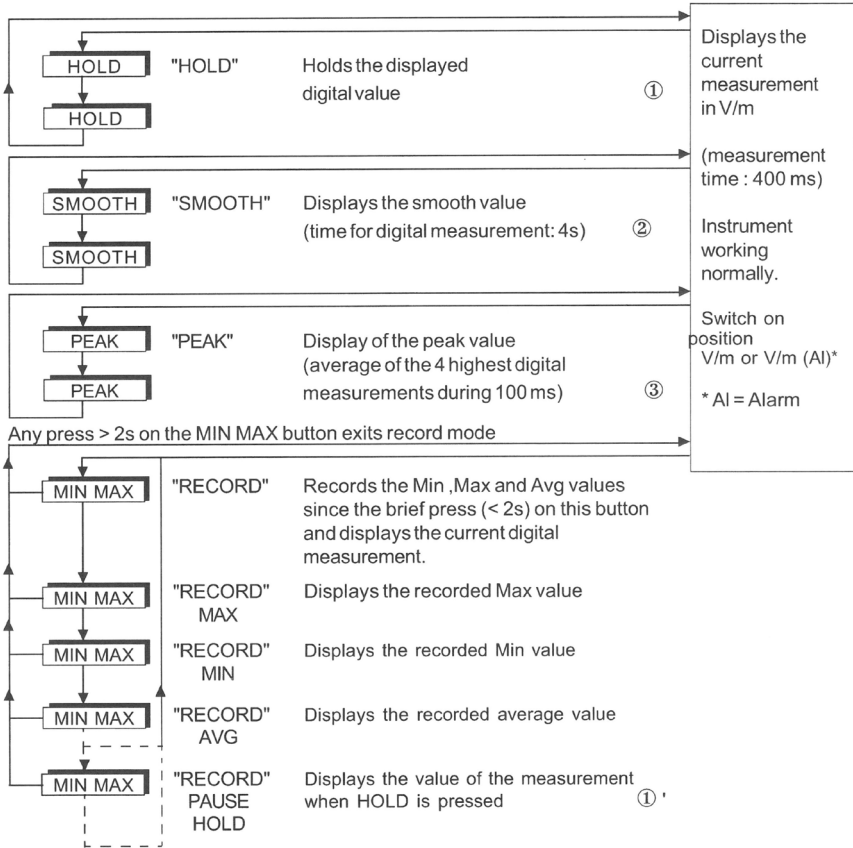 HOLD "HOLD" Holds the displayed
digital value ①
HOLD
SMOOTH "SMOOTH" Displays the smooth value
(time for digital measurement: 4s) ②
SMOOTH
PEAK "PEAK" Display of the peak value
(average of the 4 highest digital
PEAK measurements during 100 ms) ③
Any press > 2s on the MIN MAX button exits record mode
MIN MAX "RECORD" Records the Min ,Max and Avg values
since the brief press (< 2s) on this button
and displays the current digital
measurement.
MIN MAX "RECORD" Displays the recorded Max value
MAX
MIN MAX "RECORD" Displays the recorded Min value
MIN
MIN MAX "RECORD" Displays the recorded average value
AVG
MIN MAX "RECORD" Displays the value of the measurement
PAUSE when HOLD is pressed ① '
HOLD
Displays the
current
measurement
in V/m
(measurement
time : 400 ms)
Instrument
working
normally.
Switch on
position
V/m or V/m (Al)*
* Al = Alarm